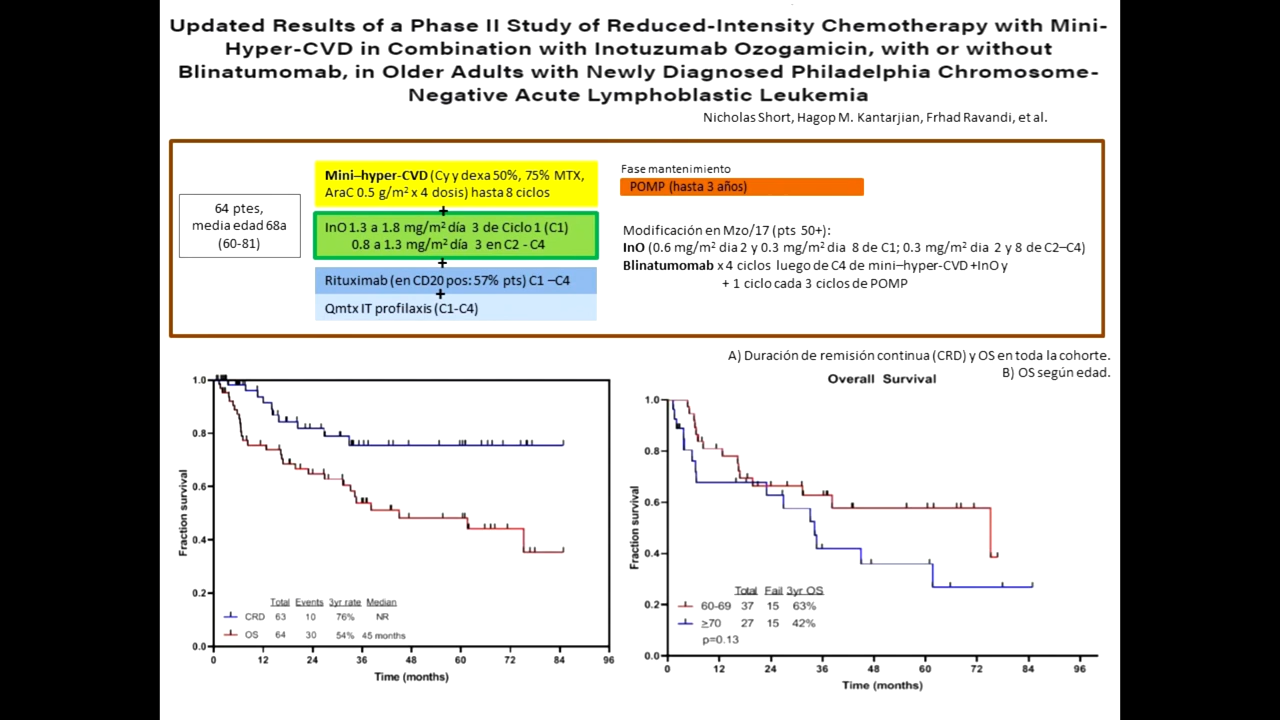 Updated Results of a Phase II Study of Reduced-Intensity Chemotherapy with Mini-
Hyper-CVD in Combination with Inotuzumab Ozogamicin, with or without
Blinatumomab, in Older Adults with Newly Diagnosed Philadelphia Chromosome-
Negative Acute Lymphoblastic Leukemia
Nicholas Short, Hagop M. Kantarjian, Frhad Ravandi, et al.
64 ptes,
media edad 68a
(60-81)
Mini–hyper-CVD (Cy y dexa 50%, 75% MTX,
AraC 0.5 g/m² x 4 dosis) hasta 8 ciclos
+
InO 1.3 a 1.8 mg/m² día 3 de Ciclo 1 (C1)
0.8 a 1.3 mg/m² día 3 en C2 - C4
+
Rituximab (en CD20 pos: 57% pts) C1 –C4
+
Qmtx IT profilaxis (C1-C4)
Fase mantenimiento
POMP (hasta 3 años)
Modificación en Mzo/17 (pts 50+):
InO (0.6 mg/m² dia 2 y 0.3 mg/m² dia 8 de C1; 0.3 mg/m² dia 2 y 8 de C2–C4)
Blinatumomab x 4 ciclos luego de C4 de mini–hyper-CVD +InO y
+ 1 ciclo cada 3 ciclos de POMP
A) Duración de remisión continua (CRD) y OS en toda la cohorte.
B) OS según edad.
Fraction survival
1.0
0.8
0.6
0.4
0.2
0.0
Total Events 3yr rate Median
CRD 63 10 76% NR
OS 64 30 54% 45 months
0 12 24 36 48 60 72 84 96
Time (months)
Overall Survival
Fraction survival
1.0
0.8
0.6
0.4
0.2
0.0
Total Fail 3yr OS
60-69 37 15 63%
≥70 27 15 42%
p=0.13
0 12 24 36 48 60 72 84 96
Time (months)